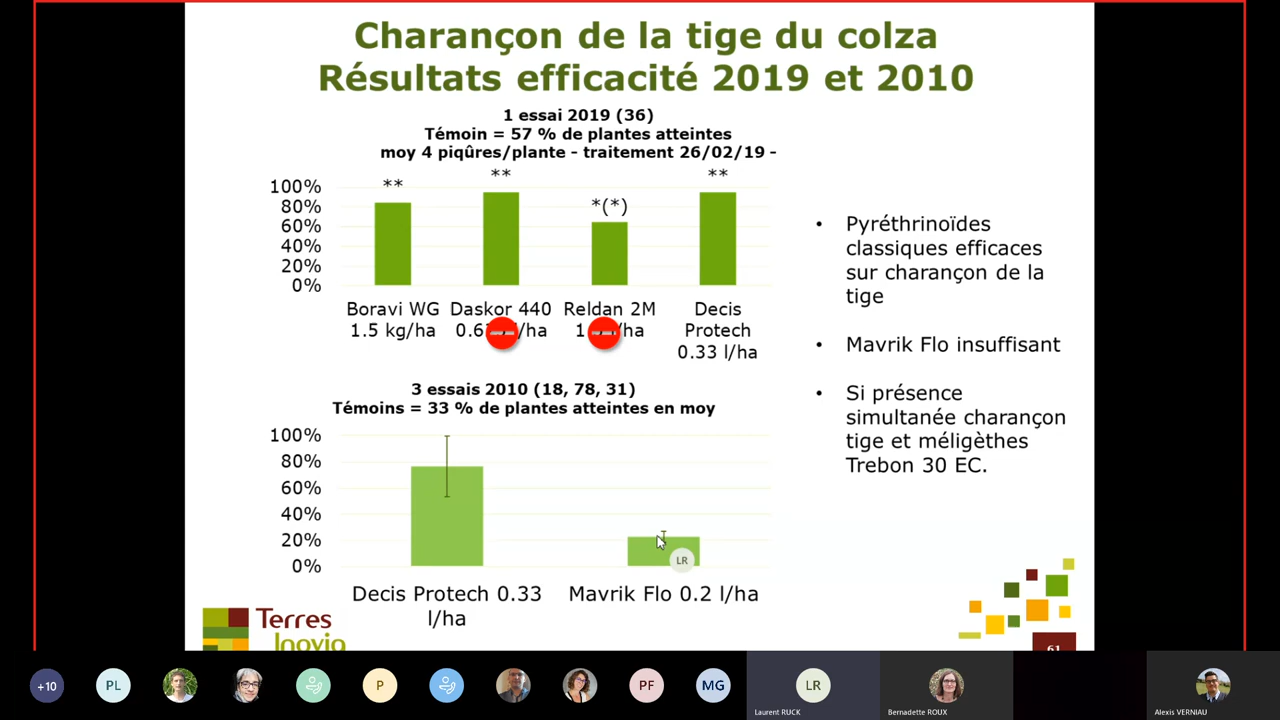 Charançon de la tige du colza
Résultats efficacité 2019 et 2010
1 essai 2019 (36)
Témoin = 57 % de plantes atteintes
moy 4 piqûres/plante - traitement 26/02/19 -
100%
80%
60%
40%
20%
0%
**
**
*(*)
**
Boravi WG
1.5 kg/ha
Daskor 440
l/ha
Reldan 2M
l/ha
Decis
Protech
0.33 l/ha
3 essais 2010 (18, 78, 31)
Témoins = 33 % de plantes atteintes en moy
100%
80%
60%
40%
20%
0%
LR
Decis Protech 0.33
l/ha
Mavrik Flo 0.2 l/ha
• Pyréthrinoïdes
classiques efficaces
sur charançon de la
tige
• Mavrik Flo insuffisant
• Si présence
simultanée charançon
tige et méligèthes
Trebon 30 EC.
Terres
Inovia
61
+10
PL
P
PF
MG
LR
Laurent RUCK
Bernadette ROUX
Alexis VERNIAU